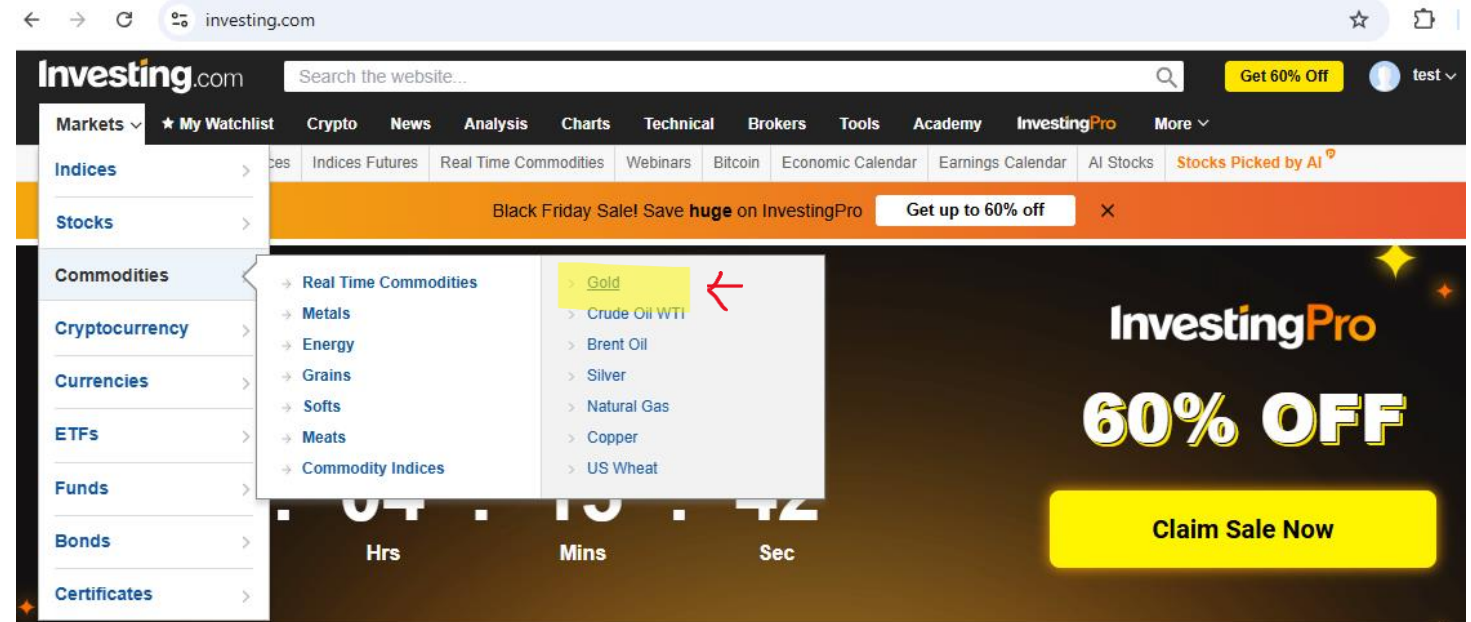 investing.com
Investing.com Search the website... Get 60% Off test
Markets ★ My Watchlist Crypto News Analysis Charts Technical Brokers Tools Academy InvestingPro More
Indices Futures Real Time Commodities Webinars Bitcoin Economic Calendar Earnings Calendar AI Stocks Stocks Picked by AI
Black Friday Sale! Save huge on InvestingPro Get up to 60% off
Indices
Stocks
Commodities
Cryptocurrency
Currencies
ETFs
Funds
Bonds
Certificates
Real Time Commodities
Metals
Energy
Grains
Softs
Meats
Commodity Indices
Gold
Crude Oil WTI
Brent Oil
Silver
Natural Gas
Copper
US Wheat
Hrs Mins Sec
InvestingPro
60% OFF
Claim Sale Now